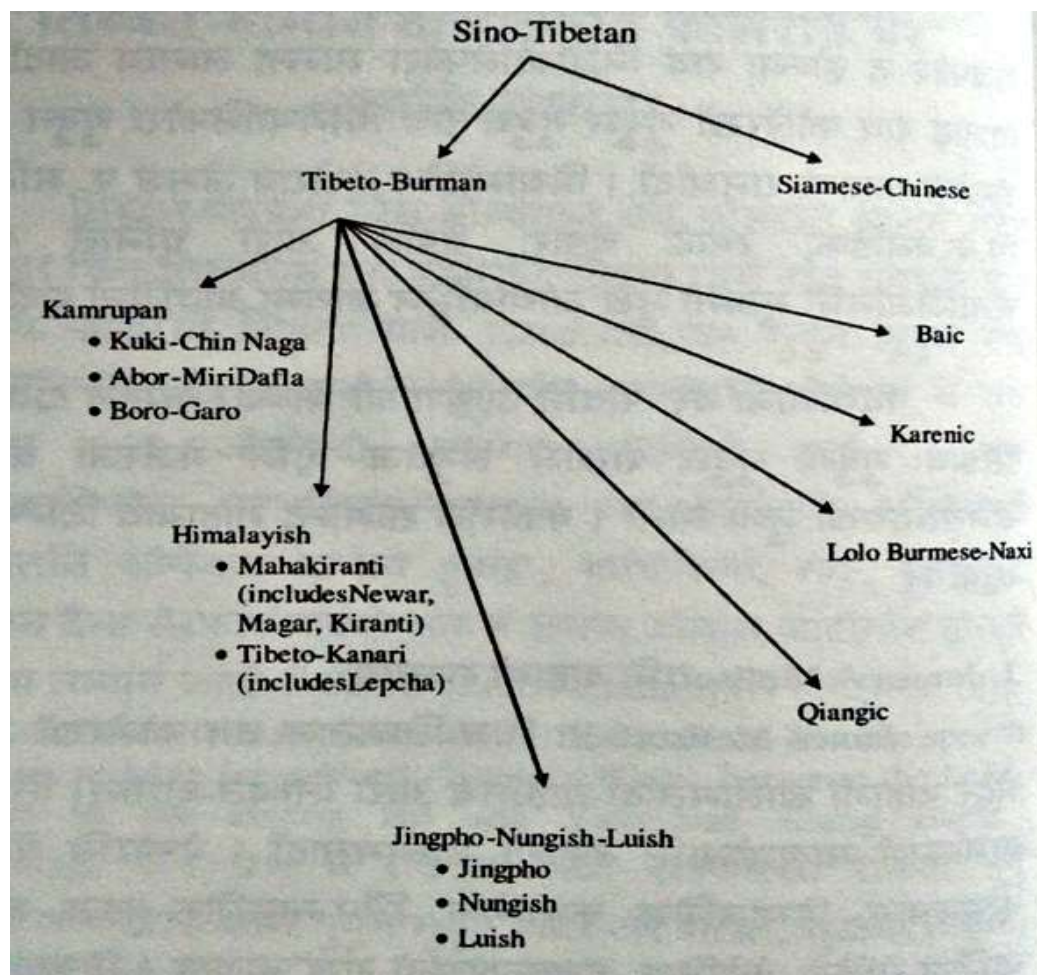 Sino-Tibetan
Tibeto-Burman
Siamese-Chinese
Kamrupan
• Kuki-Chin Naga
• Abor-MiriDafla
• Boro-Garo
Baic
Karenic
Himalayish
• Mahakiranti
(includesNewar,
Magar, Kiranti)
• Tibeto-Kanari
(includesLepcha)
Lolo Burmese-Naxi
Qiangic
Jingpho-Nungish-Luish
• Jingpho
• Nungish
• Luish